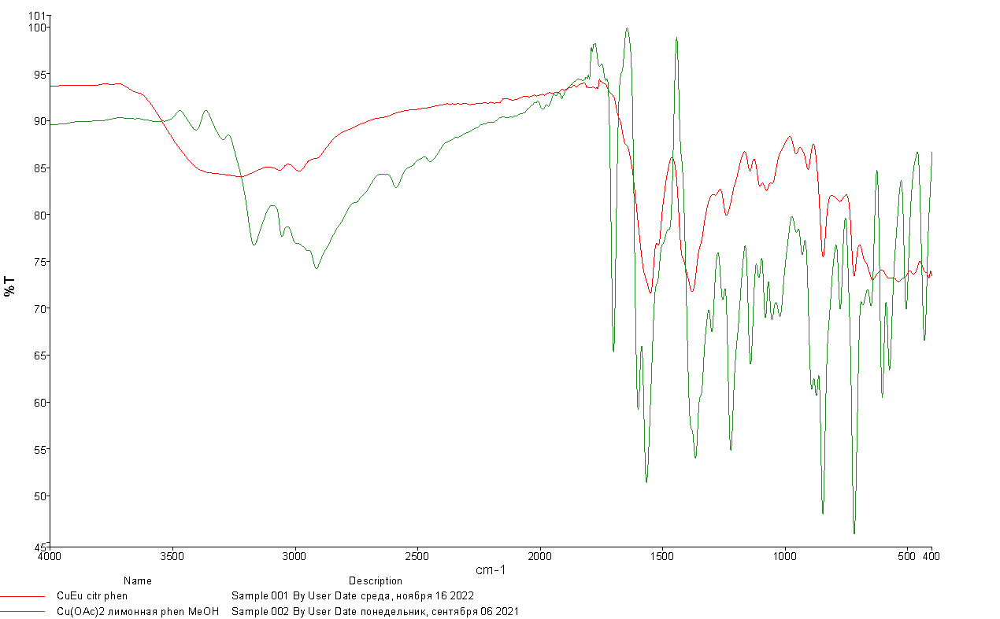 101
100
95
90
85
80
75
70
65
60
55
50
45
%T
4000 3500 3000 2500 2000 1500 1000 500 400
cm-1
Name Description
CuEu citr phen Sample 001 By User Date среда, ноября 16 2022
Cu(OAc)2 лимонная phen MeOH Sample 002 By User Date понедельник, сентября 06 2021